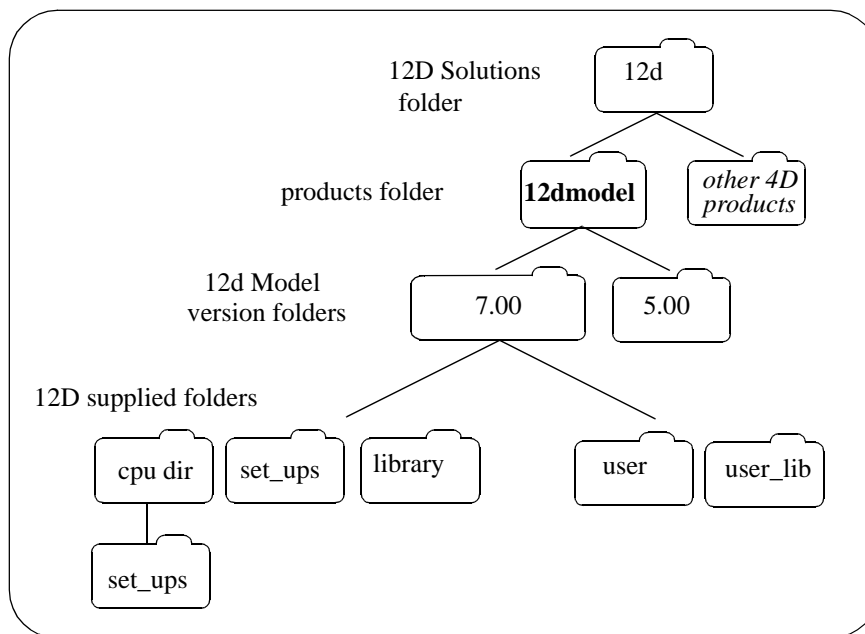 12D Solutions
folder
12d
products folder
12dmodel
other 4D
products
12d Model
version folders
7.00
5.00
12D supplied folders
cpu dir
set_ups
library
user
user_lib
set_ups